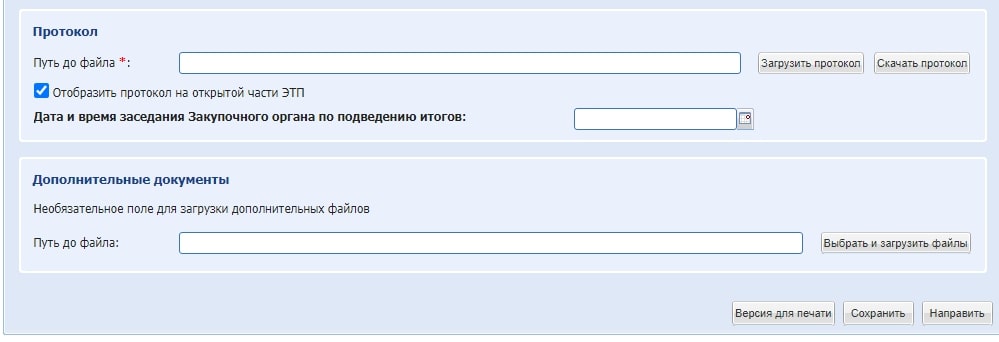 Протокол
Путь до файла *: Загрузить протокол Скачать протокол
Отобразить протокол на открытой части ЭТП
Дата и время заседания Закупочного органа по подведению итогов:
Дополнительные документы
Необязательное поле для загрузки дополнительных файлов
Путь до файла: Выбрать и загрузить файлы
Версия для печати Сохранить Направить